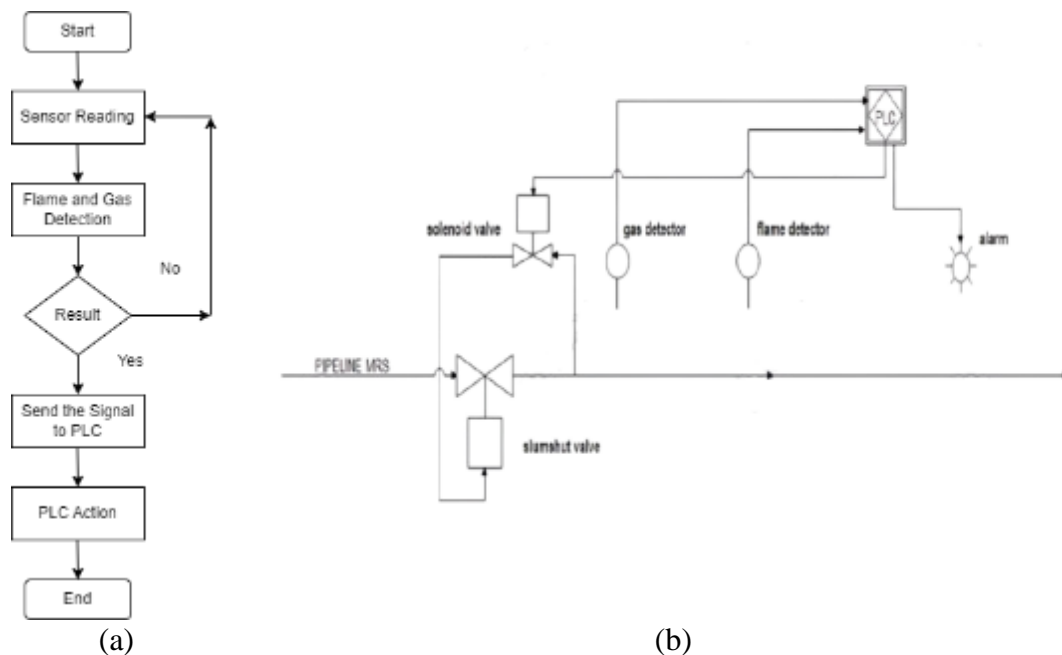 Start
Sensor Reading
Flame and Gas
Detection
No
Result
Yes
Send the Signal
to PLC
PLC Action
End
(a)
PLC
solenoid valve
gas detector
flame detector
alarm
PIPELINE MRS
slumshut valve
(b)